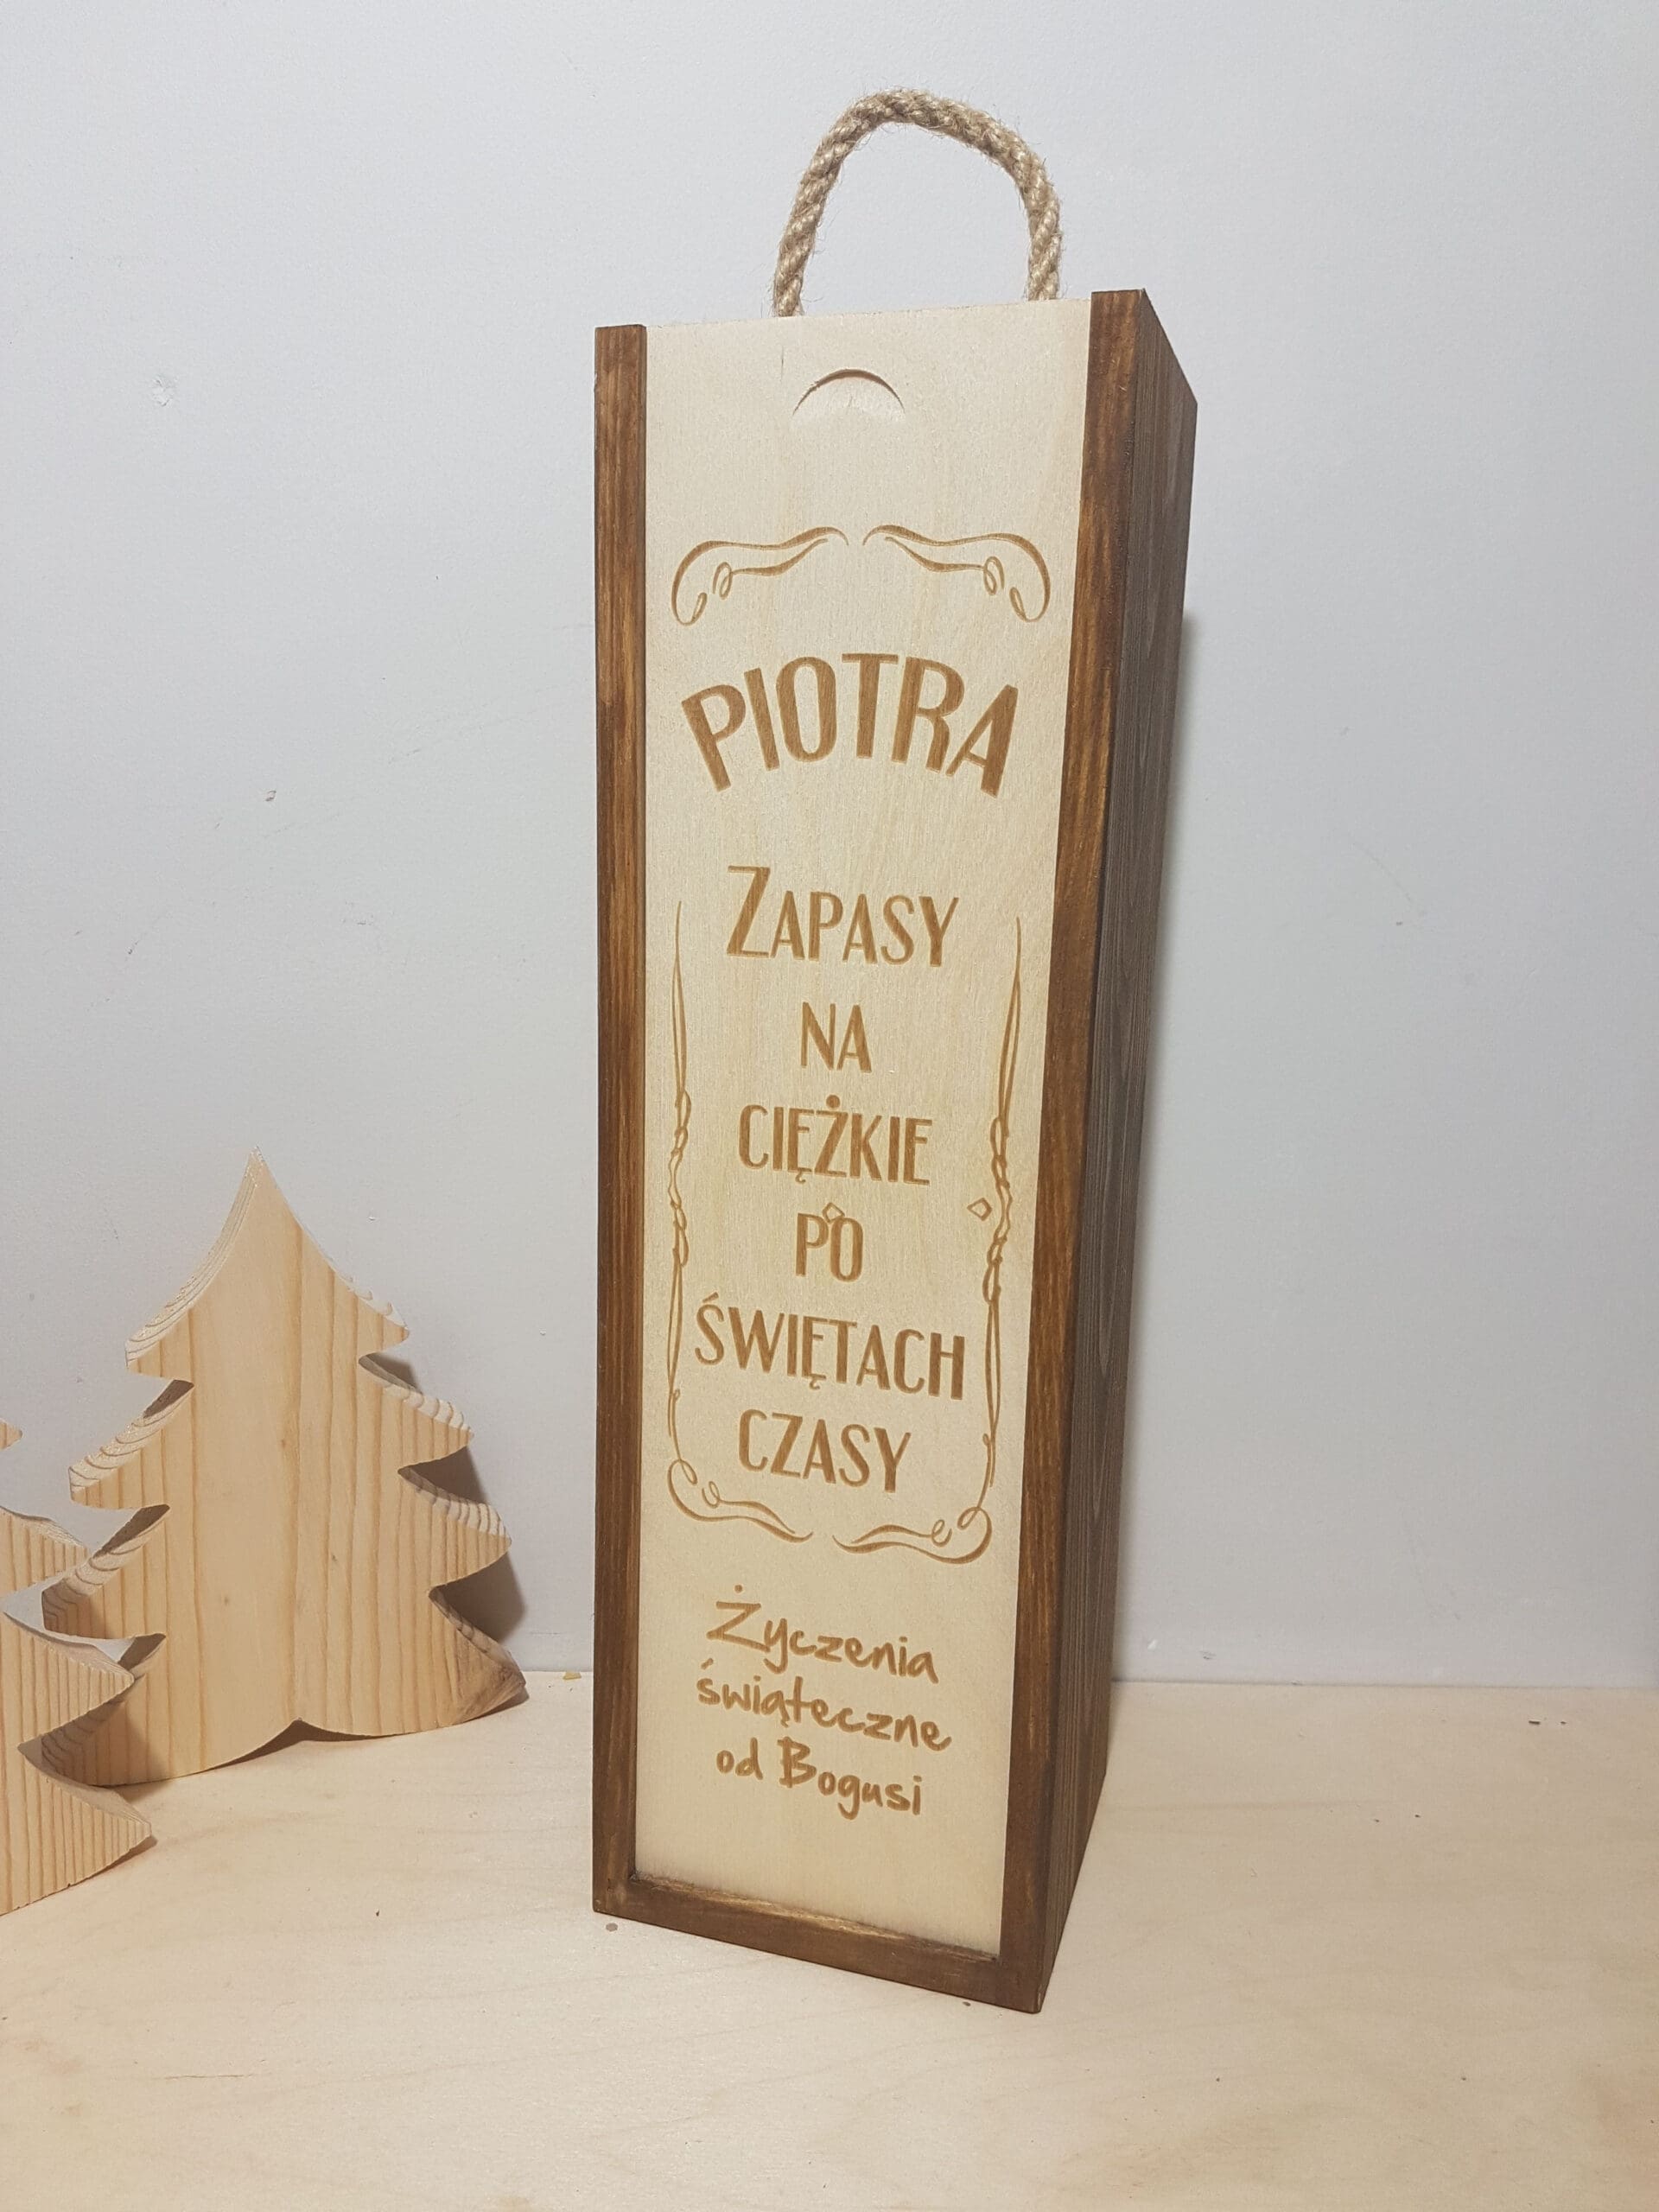 PIOTRA
ZAPASY
NA
CIĘŻKIE
PO
ŚWIĘTACH
CZASY
Życzenia
świąteczne
od Bogusi